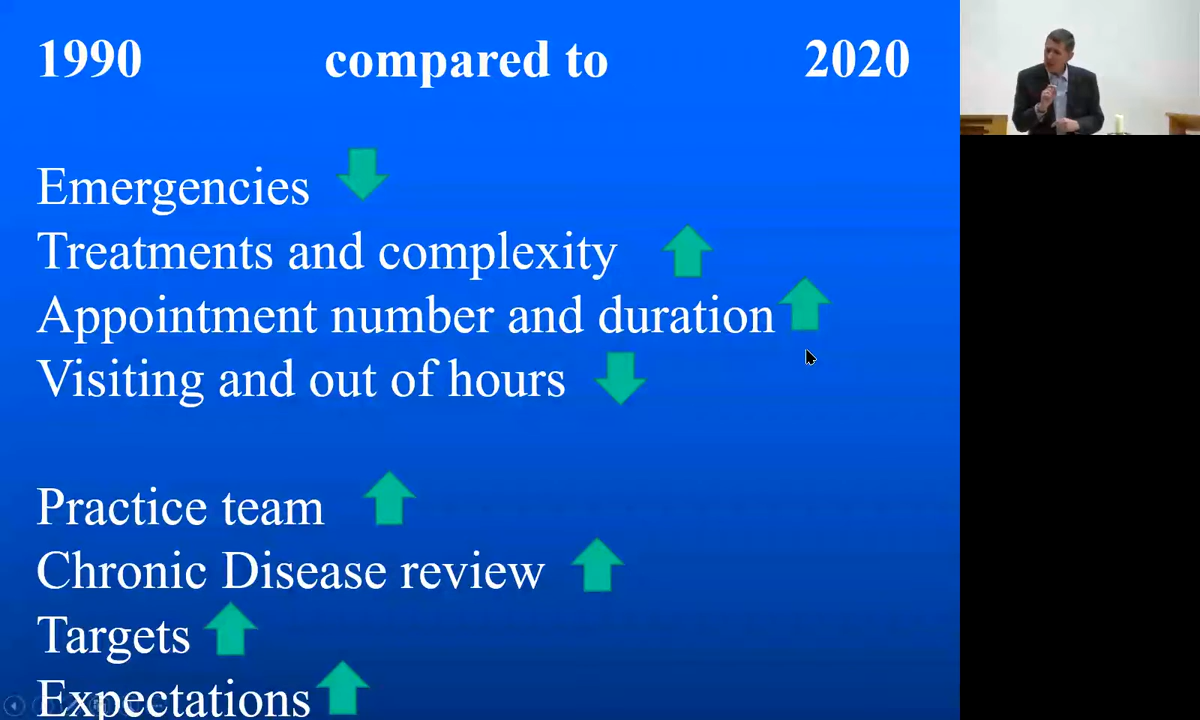 1990 compared to 2020
Emergencies
Treatments and complexity
Appointment number and duration
Visiting and out of hours
Practice team
Chronic Disease review
Targets
Expectations